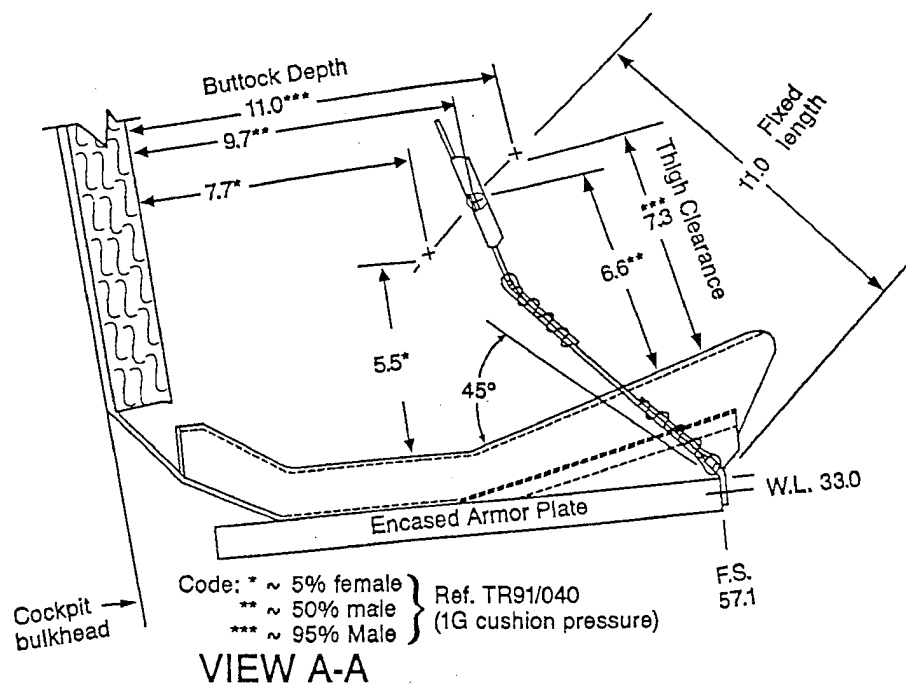 Buttock Depth
11.0***
9.7**
7.7*
Fixed
length
11.0
Thigh Clearance
***
7.3
6.6**
5.5*
45°
W.L. 33.0
Encased Armor Plate
F.S.
57.1
Cockpit
bulkhead
Code: * ~ 5% female
** ~ 50% male
*** ~ 95% Male
Ref. TR91/040
(1G cushion pressure)
VIEW A-A